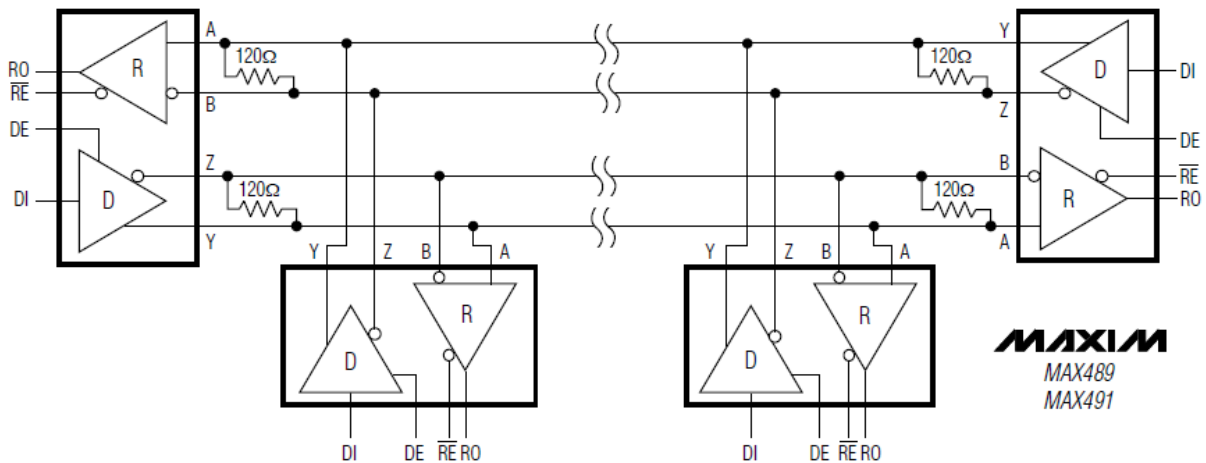 A
120Ω
RO
R
RE
B
DE
Z
120Ω
DI
D
Y
Y
120Ω
D
DI
Z
DE
B
RE
120Ω
R
RO
A
Y Z B A
R
D
DI DE RE RO
Y Z B A
R
D
DI DE RE RO
MAXIM
MAX489
MAX491